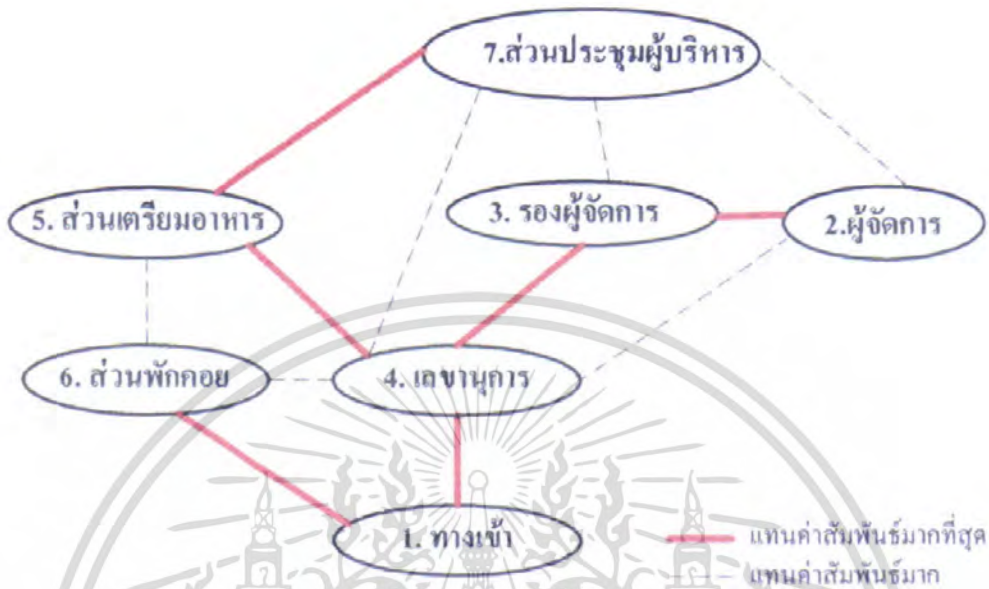 7.ส่วนประชุมผู้บริหาร
5. ส่วนเตรียมอาหาร
3. รองผู้จัดการ
2.ผู้จัดการ
6. ส่วนพักคอย
4. เลขานุการ
1. ทางเข้า
แทนค่าสัมพันธ์มากที่สุด
แทนค่าสัมพันธ์มาก